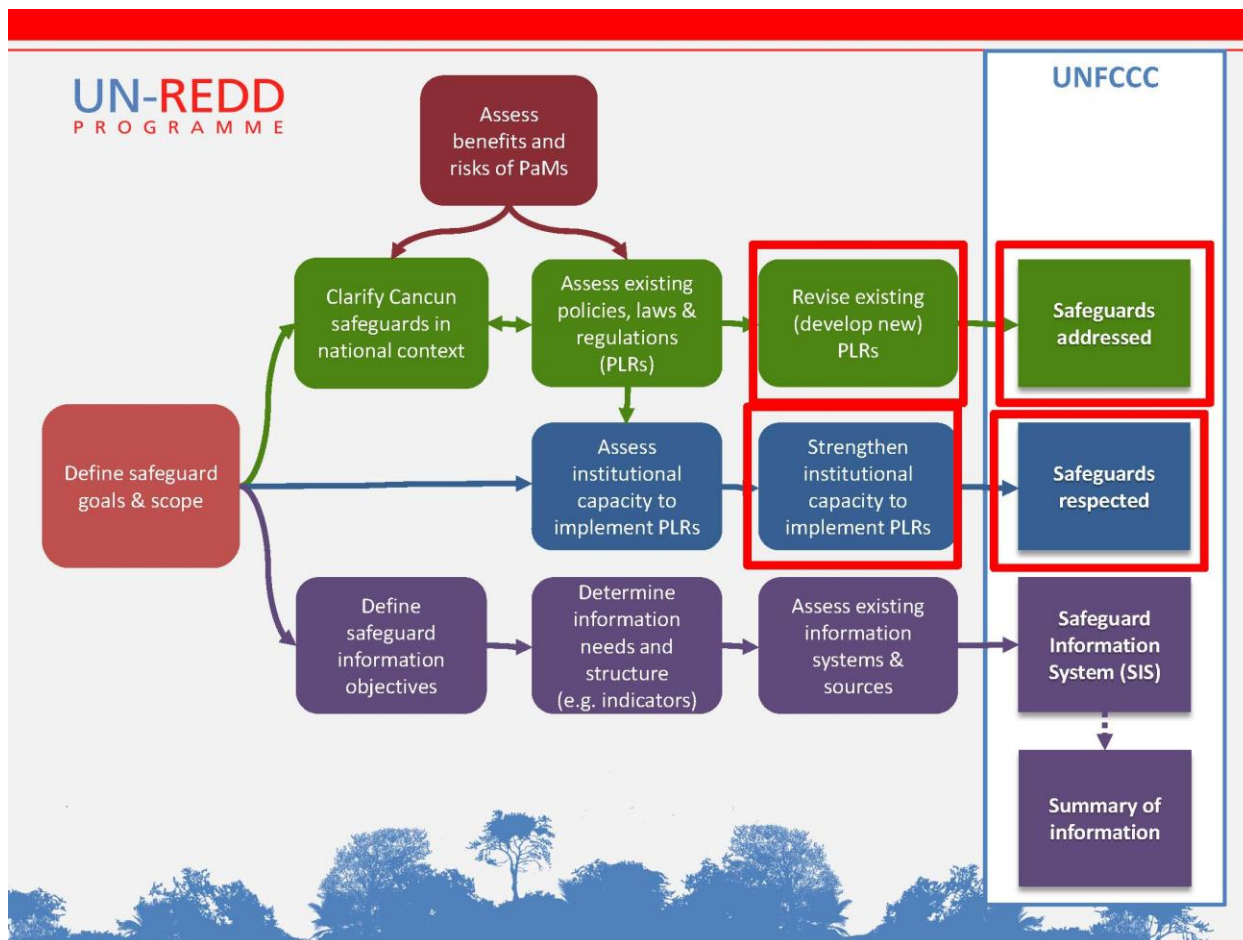 UN-REDD
PROGRAMME
UNFCCC
Assess
benefits and
risks of PaMs
Clarify Cancun
safeguards in
national context
Assess existing
policies, laws &
regulations
(PLRs)
Revise existing
(develop new)
PLRs
Safeguards
addressed
Define safeguard
goals & scope
Assess
institutional
capacity to
implement PLRs
Strengthen
institutional
capacity to
implement PLRs
Safeguards
respected
Define
safeguard
information
objectives
Determine
information
needs and
structure
(e.g. indicators)
Assess existing
information
systems &
sources
Safeguard
Information
System (SIS)
Summary of
information